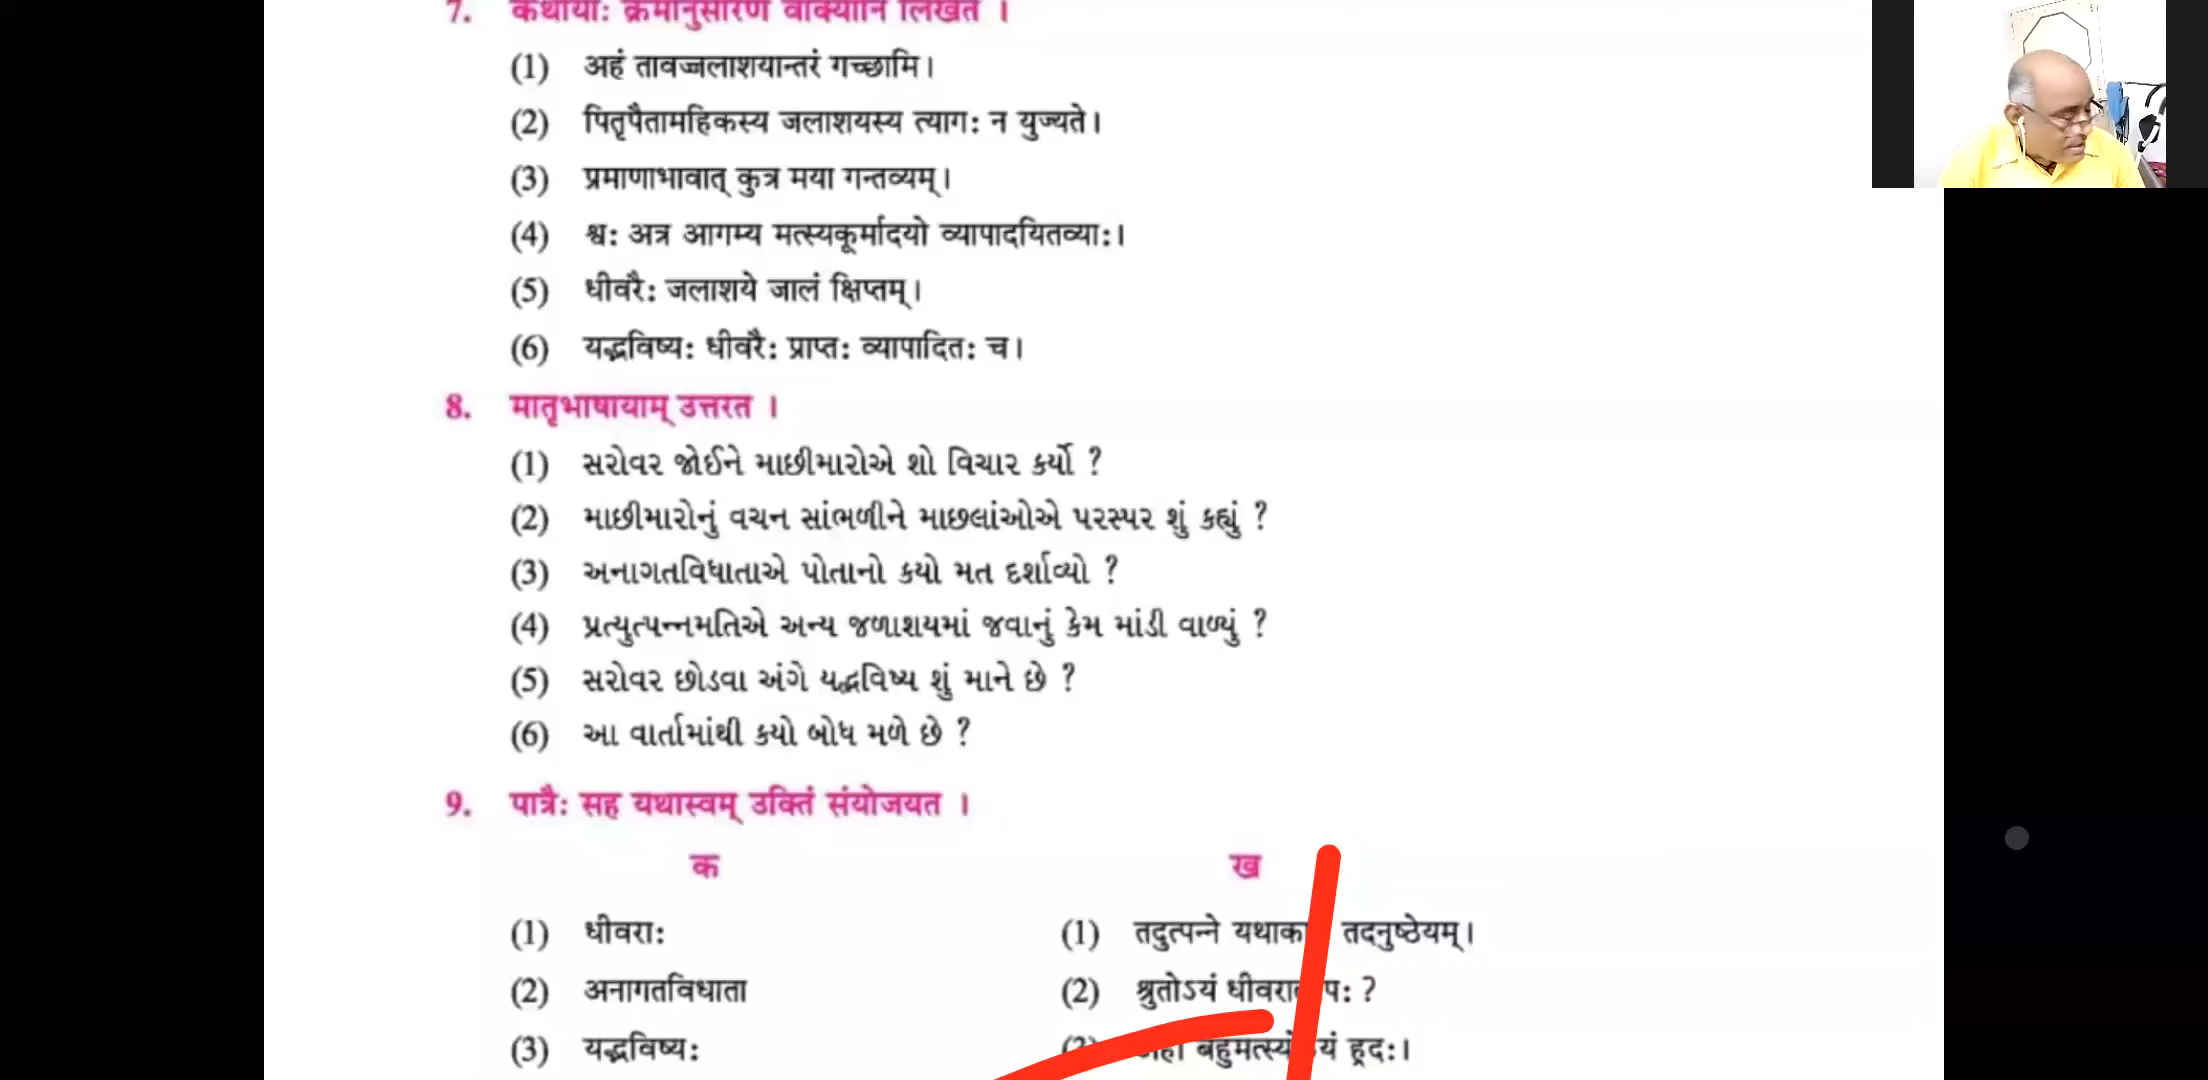 7. कथायाः क्रमानुसारेण वाक्यानि लिखत ।
(1) अहं तावज्जलाशयान्तरं गच्छामि।
(2) पितृपैतामहिकस्य जलाशयस्य त्यागः न युज्यते।
(3) प्रमाणाभावात् कुत्र मया गन्तव्यम्।
(4) श्वः अत्र आगम्य मत्स्यकूर्मादयो व्यापादयितव्याः।
(5) धीवरैः जलाशये जालं क्षिप्तम्।
(6) यद्भविष्यः धीवरैः प्राप्तः व्यापादितः च।
8. मातृभाषायाम् उत्तरत ।
(1) સરોવર જોઈને માછીમારોએ શો વિચાર કર્યો ?
(2) માછીમારોનું વચન સાંભળીને માછલાંઓએ પરસ્પર શું કહ્યું ?
(3) અનાગતવિધાતાએ પોતાનો કયો મત દર્શાવ્યો ?
(4) પ્રત્યુત્પન્નમતિએ અન્ય જળાશયમાં જવાનું કેમ માંડી વાળ્યું ?
(5) સરોવર છોડવા અંગે યદ્ભવિષ્ય શું માને છે ?
(6) આ વાર્તામાંથી કયો બોધ મળે છે ?
9. पात्रैः सह यथास्वम् उक्तिं संयोजयत ।
क ख
(1) धीवराः (1) तदुत्पन्ने तदनुष्ठेयम्।
(2) अनागतविधाता (2) श्रुतोऽयं ?
(3) यद्भविष्यः ह्रदः।